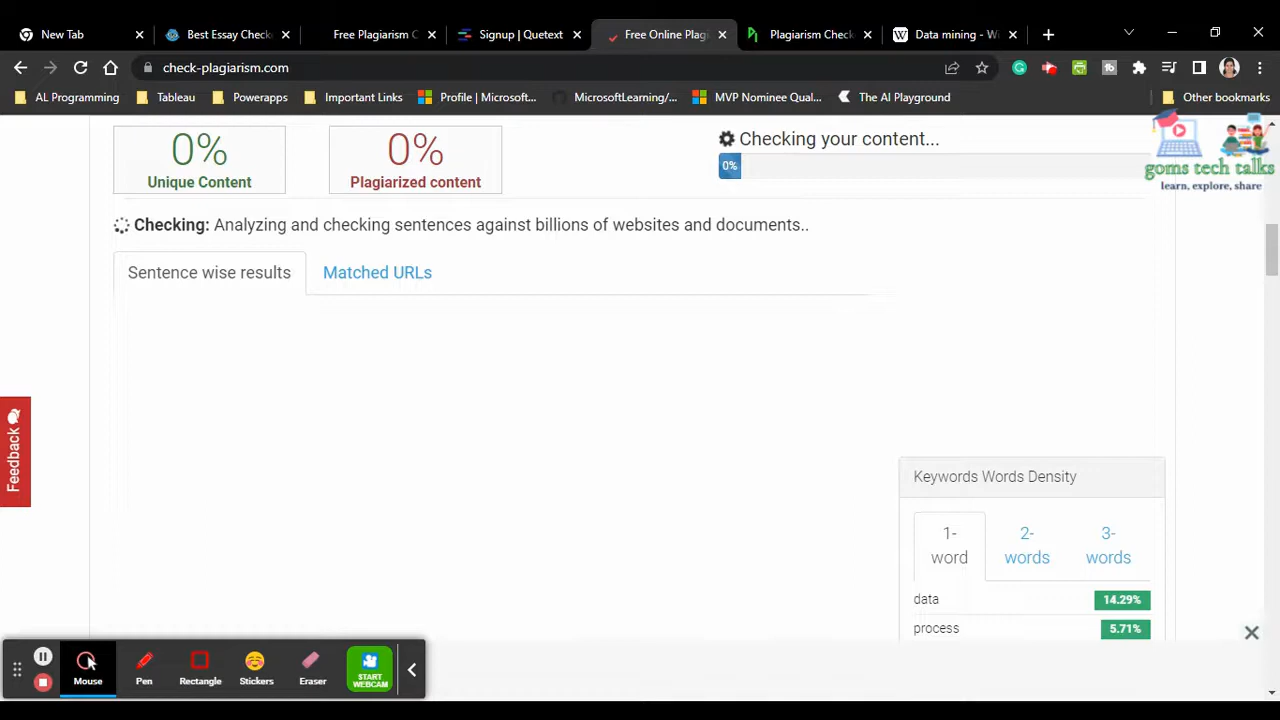 New Tab
Best Essay Check
Free Plagiarism C
Signup | Quetext
Free Online Plagi
Plagiarism Check
W
Data mining - Wi
check-plagiarism.com
AL Programming
Tableau
Powerapps
Important Links
Profile | Microsoft...
MicrosoftLearning/...
MVP Nominee Qual...
The AI Playground
Other bookmarks
0%
Unique Content
0%
Plagiarized content
Checking your content...
0%
goms tech talks
learn, explore, share
Checking: Analyzing and checking sentences against billions of websites and documents..
Sentence wise results
Matched URLs
Feedback
Keywords Words Density
1-
word
2-
words
3-
words
data
14.29%
process
5.71%
Mouse
Pen
Rectangle
Stickers
Eraser
START
WEBCAM